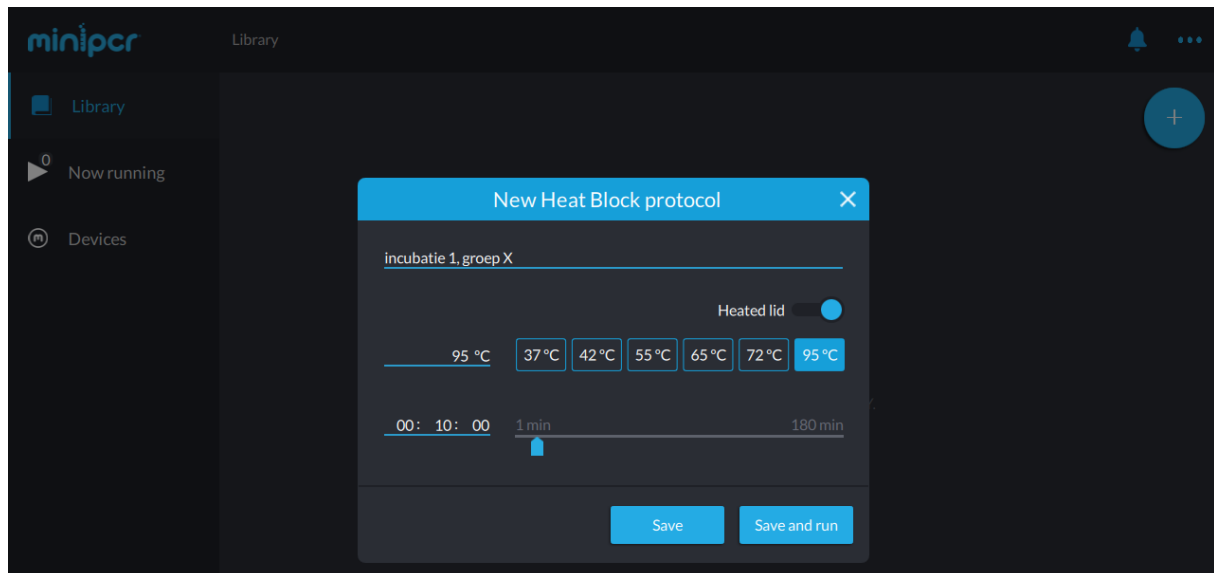 minipcr
Library
Library
0
Now running
Devices
New Heat Block protocol
incubatie 1, groep X
Heated lid
95 °C
37 °C 42 °C 55 °C 65 °C 72 °C 95 °C
00: 10: 00
1 min 180 min
Save Save and run